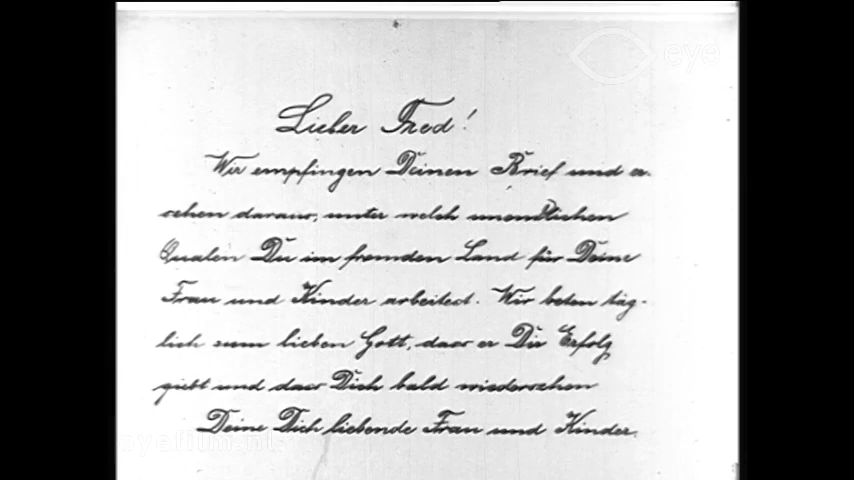 eye
Lieber Fred!
Wir empfingen Deinen Brief und er-
sehen daraus, unter welch unendlichen
Qualen Du im fremden Land für Deine
Frau und Kinder arbeitest. Wir beten täg-
lich zum lieben Gott, dass er Dir Erfolg
giebt und dass Dich bald wiedersehen
Deine Dich liebende Frau und Kinder.
eyefilm.nl